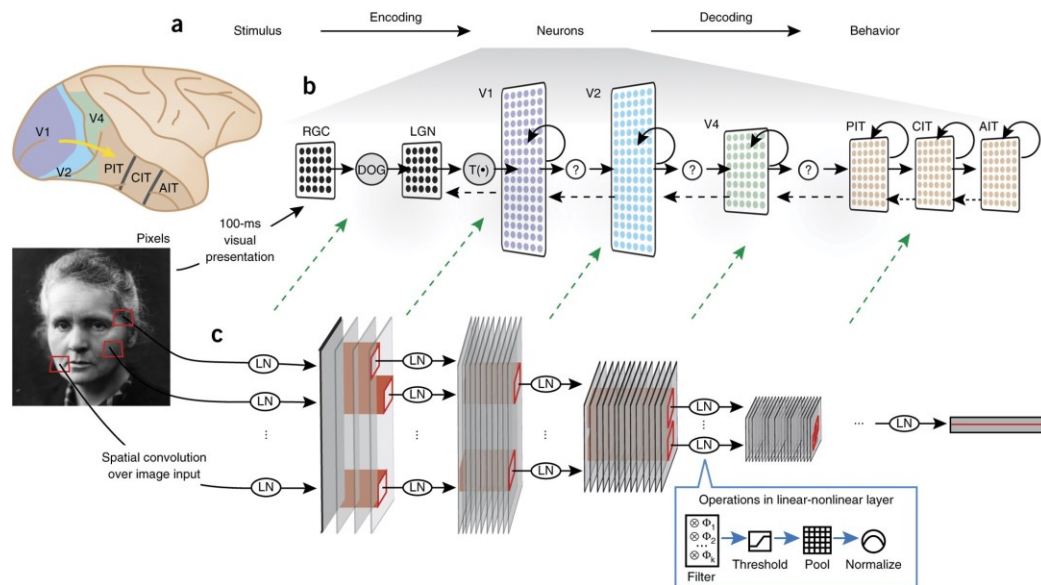 a
Stimulus
Encoding
Neurons
Decoding
Behavior
b
V1
V2
V4
PIT
CIT
AIT
RGC
DOG
LGN
T(•)
V1
?
V2
?
V4
?
PIT
CIT
AIT
100-ms
visual
presentation
Pixels
c
LN
LN
LN
LN
LN
LN
LN
LN
LN
LN
LN
...
LN
...
...
...
...
Spatial convolution
over image input
Operations in linear-nonlinear layer
⊗ Φ1
⊗ Φ2
...
⊗ Φk
Filter
Threshold
Pool
Normalize